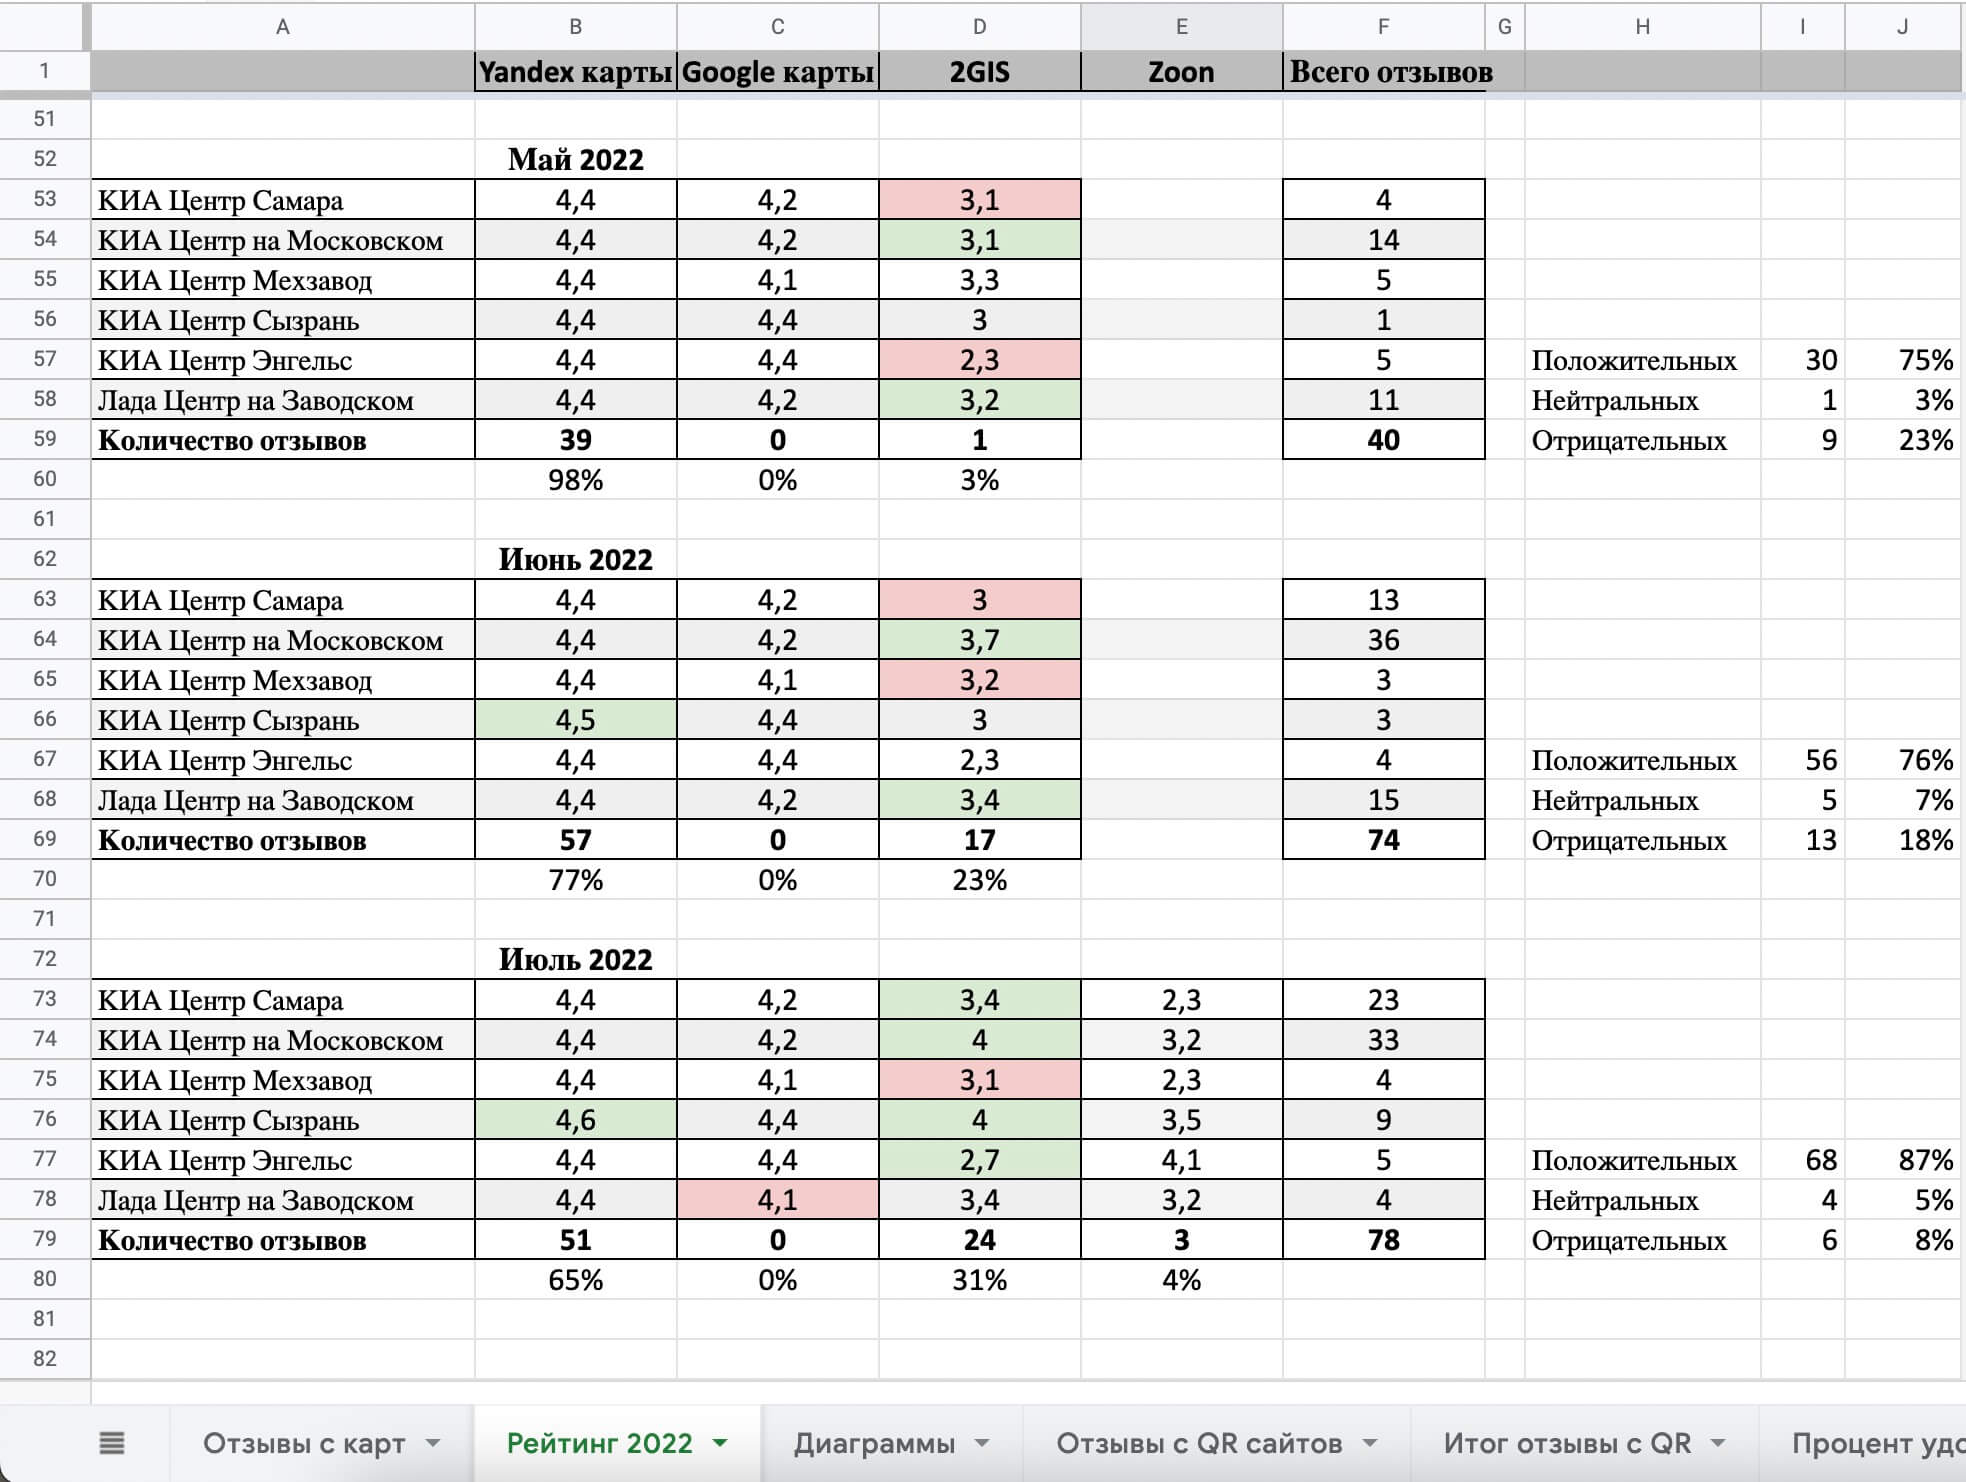 A B C D E F G H I J
1 Yandex карты Google карты 2GIS Zoon Всего отзывов
51
52 Май 2022
53 КИА Центр Самара 4,4 4,2 3,1 4
54 КИА Центр на Московском 4,4 4,2 3,1 14
55 КИА Центр Мехзавод 4,4 4,1 3,3 5
56 КИА Центр Сызрань 4,4 4,4 3 1
57 КИА Центр Энгельс 4,4 4,4 2,3 5 Положительных 30 75%
58 Лада Центр на Заводском 4,4 4,2 3,2 11 Нейтральных 1 3%
59 Количество отзывов 39 0 1 40 Отрицательных 9 23%
60 98% 0% 3%
61
62 Июнь 2022
63 КИА Центр Самара 4,4 4,2 3 13
64 КИА Центр на Московском 4,4 4,2 3,7 36
65 КИА Центр Мехзавод 4,4 4,1 3,2 3
66 КИА Центр Сызрань 4,5 4,4 3 3
67 КИА Центр Энгельс 4,4 4,4 2,3 4 Положительных 56 76%
68 Лада Центр на Заводском 4,4 4,2 3,4 15 Нейтральных 5 7%
69 Количество отзывов 57 0 17 74 Отрицательных 13 18%
70 77% 0% 23%
71
72 Июль 2022
73 КИА Центр Самара 4,4 4,2 3,4 2,3 23
74 КИА Центр на Московском 4,4 4,2 4 3,2 33
75 КИА Центр Мехзавод 4,4 4,1 3,1 2,3 4
76 КИА Центр Сызрань 4,6 4,4 4 3,5 9
77 КИА Центр Энгельс 4,4 4,4 2,7 4,1 5 Положительных 68 87%
78 Лада Центр на Заводском 4,4 4,1 3,4 3,2 4 Нейтральных 4 5%
79 Количество отзывов 51 0 24 3 78 Отрицательных 6 8%
80 65% 0% 31% 4%
81
82
Отзывы с карт Рейтинг 2022 Диаграммы Отзывы с QR сайтов Итог отзывы с QR Процент удо